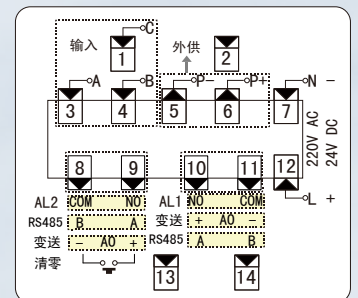 C
输入
外供
1
2
A
B
P-
P+
N -
3
4
5
6
7
220V AC
24V DC
8
9
10
11
12
L +
AL2 COM NO AL1 NO COM
RS485 B A 变送 + AO -
变送 - AO + RS485 A B
清零
13
14